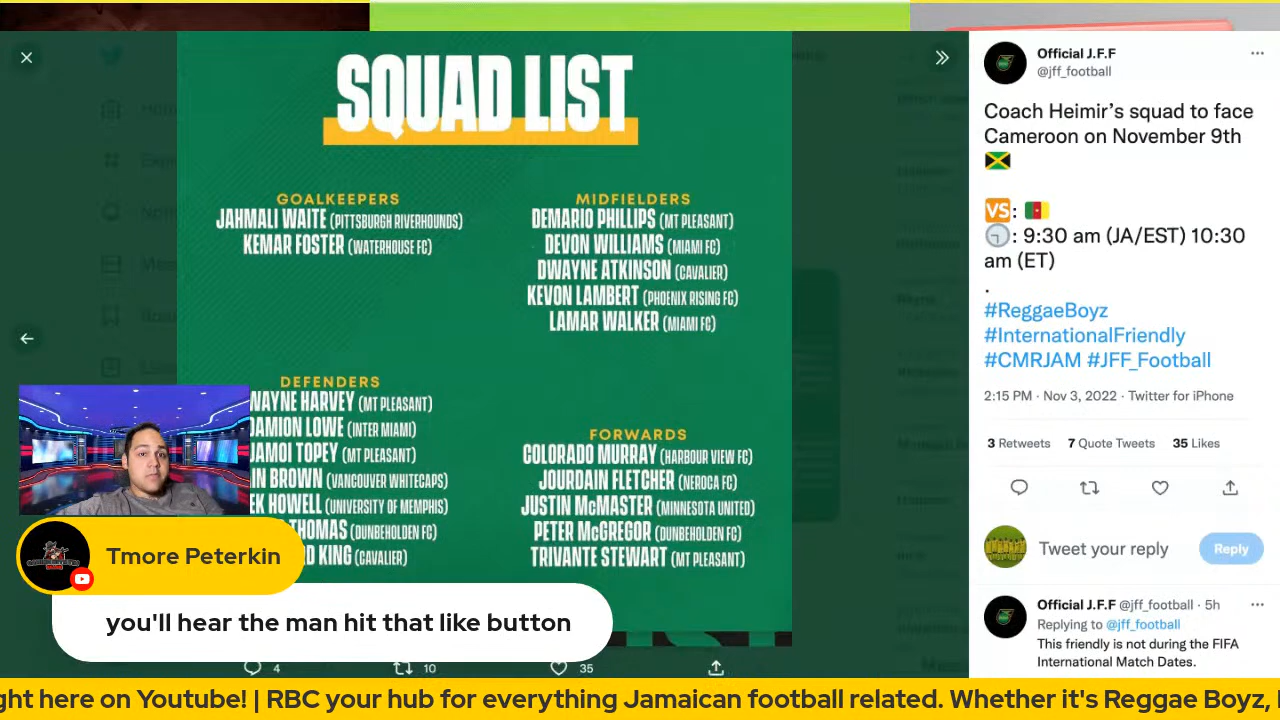 SQUAD LIST
GOALKEEPERS
JAHMALI WAITE (PITTSBURGH RIVERHOUNDS)
KEMAR FOSTER (WATERHOUSE FC)
DEFENDERS
WAYNE HARVEY (MT PLEASANT)
DAMION LOWE (INTER MIAMI)
JAMOI TOPEY (MT PLEASANT)
IN BROWN (VANCOUVER WHITECAPS)
EK HOWELL (UNIVERSITY OF MEMPHIS)
THOMAS (DUNBEHOLDEN FC)
D KING (CAVALIER)
MIDFIELDERS
DEMARIO PHILLIPS (MT PLEASANT)
DEVON WILLIAMS (MIAMI FC)
DWAYNE ATKINSON (CAVALIER)
KEVON LAMBERT (PHOENIX RISING FC)
LAMAR WALKER (MIAMI FC)
FORWARDS
COLORADO MURRAY (HARBOUR VIEW FC)
JOURDAIN FLETCHER (NEROCA FC)
JUSTIN McMASTER (MINNESOTA UNITED)
PETER McGREGOR (DUNBEHOLDEN FC)
TRIVANTE STEWART (MT PLEASANT)
4 10 35
Official J.F.F
@jff_football
Coach Heimir’s squad to face
Cameroon on November 9th
🇯🇲
🆚: 🇨🇲
🕤: 9:30 am (JA/EST) 10:30
am (ET)
.
#ReggaeBoyz
#InternationalFriendly
#CMRJAM #JFF_Football
2:15 PM · Nov 3, 2022 · Twitter for iPhone
3 Retweets 7 Quote Tweets 35 Likes
Tweet your reply
Reply
Official J.F.F @jff_football · 5h
Replying to @jff_football
This friendly is not during the FIFA
International Match Dates.
Tmore Peterkin
you'll hear the man hit that like button
ght here on Youtube! | RBC your hub for everything Jamaican football related. Whether it's Reggae Boyz,